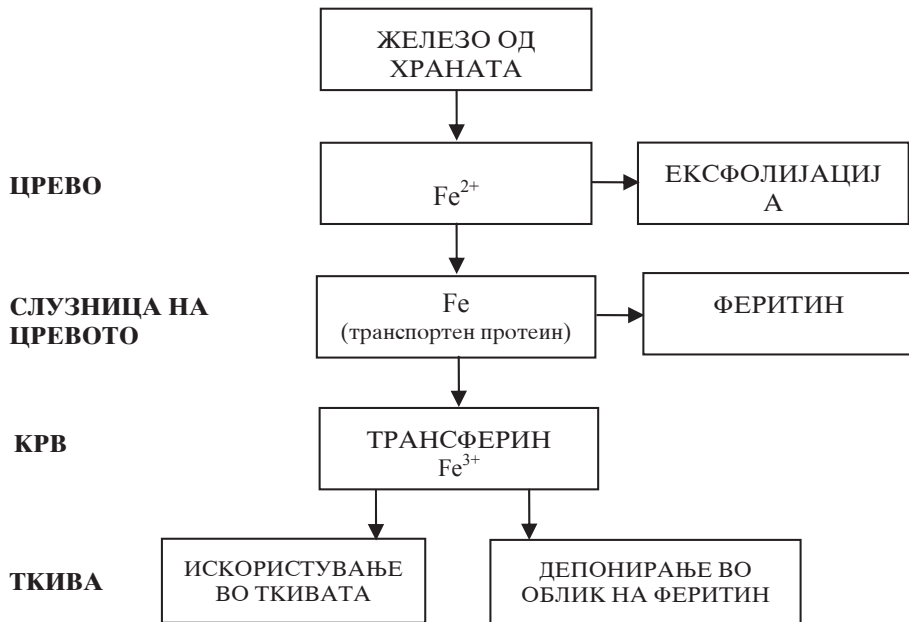 ЖЕЛЕЗО ОД
ХРАНАТА
ЦРЕВО
Fe²⁺
ЕКСФОЛИЈАЦИЈ
А
СЛУЗНИЦА НА
ЦРЕВОТО
Fe
(транспортен протеин)
ФЕРИТИН
КРВ
ТРАНСФЕРИН
Fe³⁺
ТКИВА
ИСКОРИСТУВАЊЕ
ВО ТКИВАТА
ДЕПОНИРАЊЕ ВО
ОБЛИК НА ФЕРИТИН